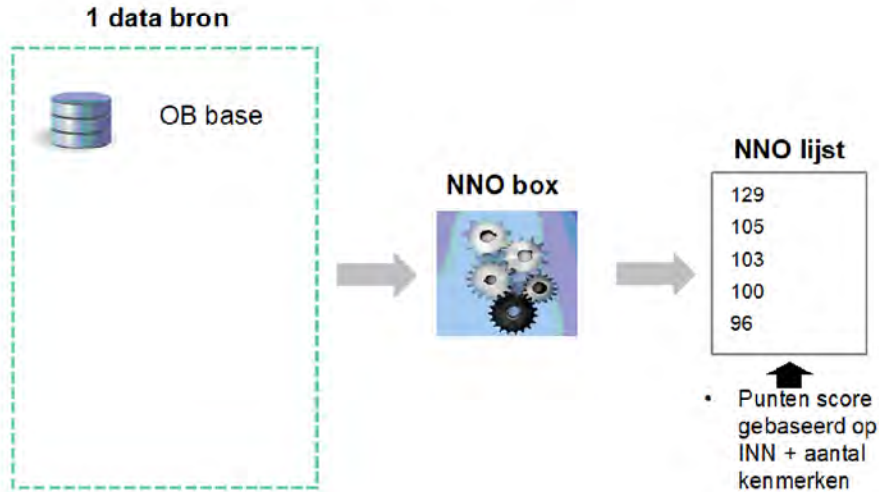 1 data bron
OB base
NNO box
NNO lijst
129
105
103
100
96
• Punten score
gebaseerd op
INN + aantal
kenmerken